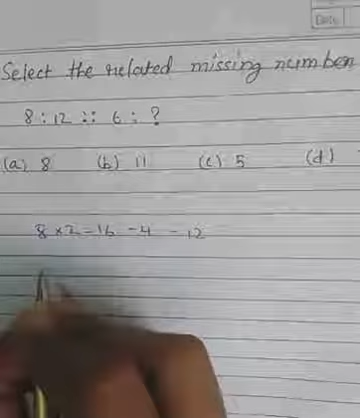 Date
Select the related missing number
8 : 12 :: 6 : ?
(a) 8 (b) 11 (c) 5 (d)
8 × 2 = 16 - 4 - 12